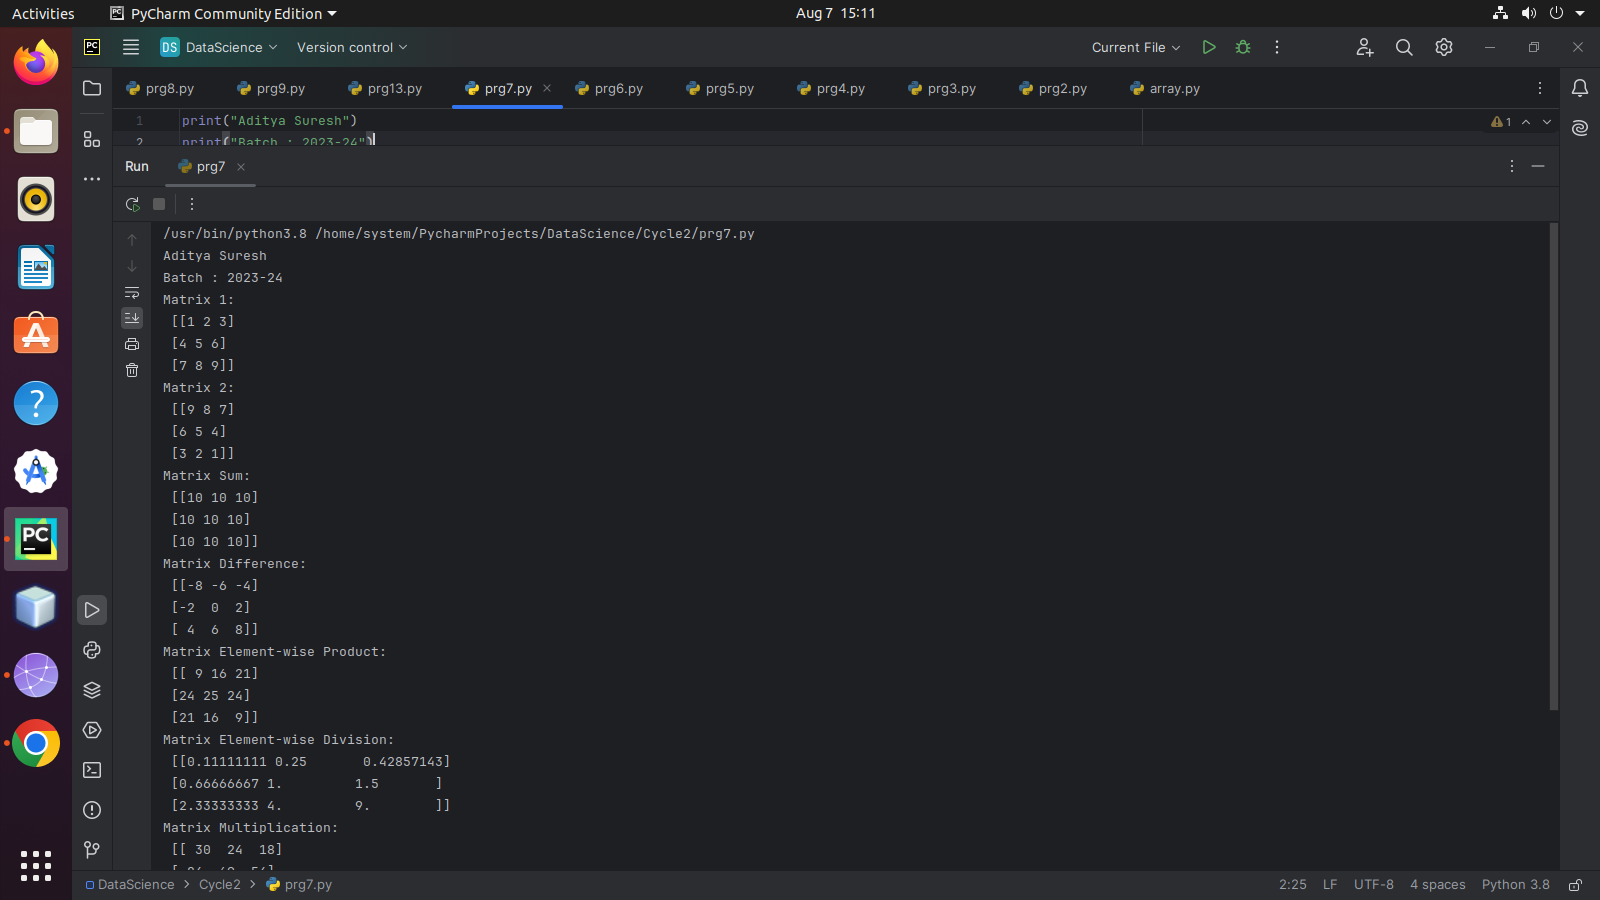 Activities PyCharm Community Edition Aug 7 15:11
PC DS DataScience Version control Current File
prg8.py prg9.py prg13.py prg7.py prg6.py prg5.py prg4.py prg3.py prg2.py array.py
1 print("Aditya Suresh") 1
2 print("Batch : 2023-24")
Run prg7
/usr/bin/python3.8 /home/system/PycharmProjects/DataScience/Cycle2/prg7.py
Aditya Suresh
Batch : 2023-24
Matrix 1:
[[1 2 3]
[4 5 6]
[7 8 9]]
Matrix 2:
[[9 8 7]
[6 5 4]
[3 2 1]]
Matrix Sum:
[[10 10 10]
[10 10 10]
[10 10 10]]
Matrix Difference:
[[-8 -6 -4]
[-2  0  2]
[ 4  6  8]]
Matrix Element-wise Product:
[[ 9 16 21]
[24 25 24]
[21 16  9]]
Matrix Element-wise Division:
[[0.11111111 0.25       0.42857143]
[0.66666667 1.         1.5       ]
[2.33333333 4.         9.        ]]
Matrix Multiplication:
[[ 30  24  18]
PC
DataScience > Cycle2 > prg7.py 2:25 LF UTF-8 4 spaces Python 3.8